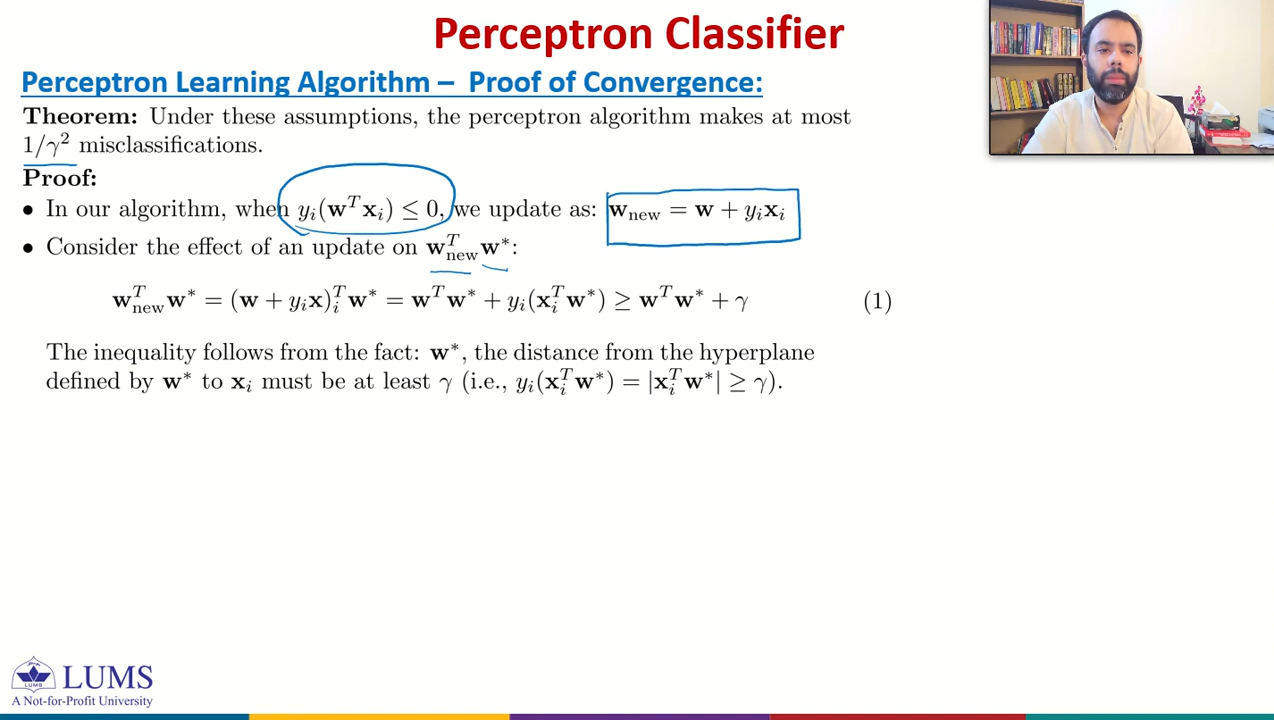 Perceptron Classifier
Perceptron Learning Algorithm – Proof of Convergence:
Theorem: Under these assumptions, the perceptron algorithm makes at most
1/γ² misclassifications.
Proof:
• In our algorithm, when yᵢ(wᵀxᵢ) ≤ 0, we update as: w_new = w + yᵢxᵢ
• Consider the effect of an update on wᵀ_new w*:
wᵀ_new w* = (w + yᵢx)ᵢᵀw* = wᵀw* + yᵢ(xᵢᵀw*) ≥ wᵀw* + γ (1)
The inequality follows from the fact: w*, the distance from the hyperplane
defined by w* to xᵢ must be at least γ (i.e., yᵢ(xᵢᵀw*) = |xᵢᵀw*| ≥ γ).
LUMS
LUMS
A Not-for-Profit University